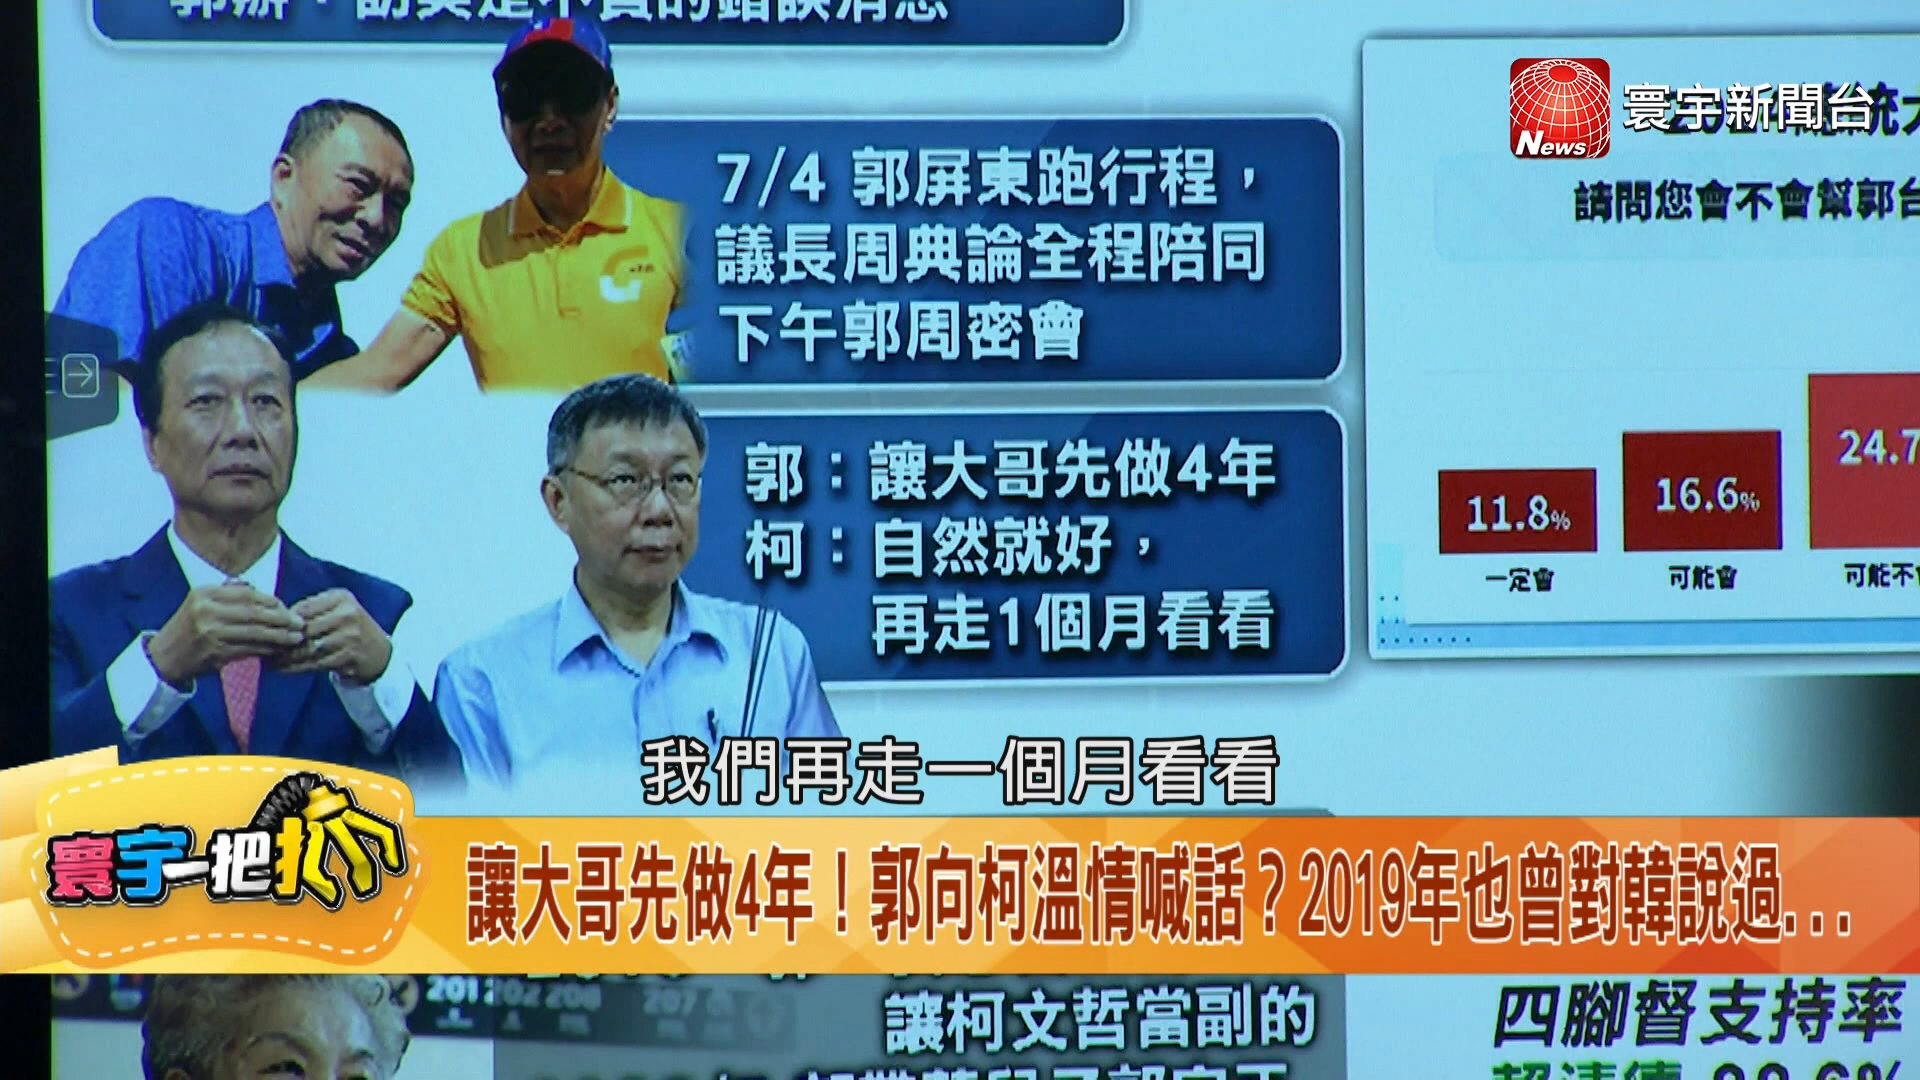 寰宇新聞台
News
7/4 郭屏東跑行程，
議長周典論全程陪同
下午郭周密會
請問您會不會幫郭台
郭：讓大哥先做4年
柯：自然就好，
再走1個月看看
11.8%
16.6%
24.7
一定會
可能會
可能不會
我們再走一個月看看
寰宇一把抓
讓大哥先做4年！郭向柯溫情喊話？2019年也曾對韓說過...
讓柯文哲當副的
四腳督支持率